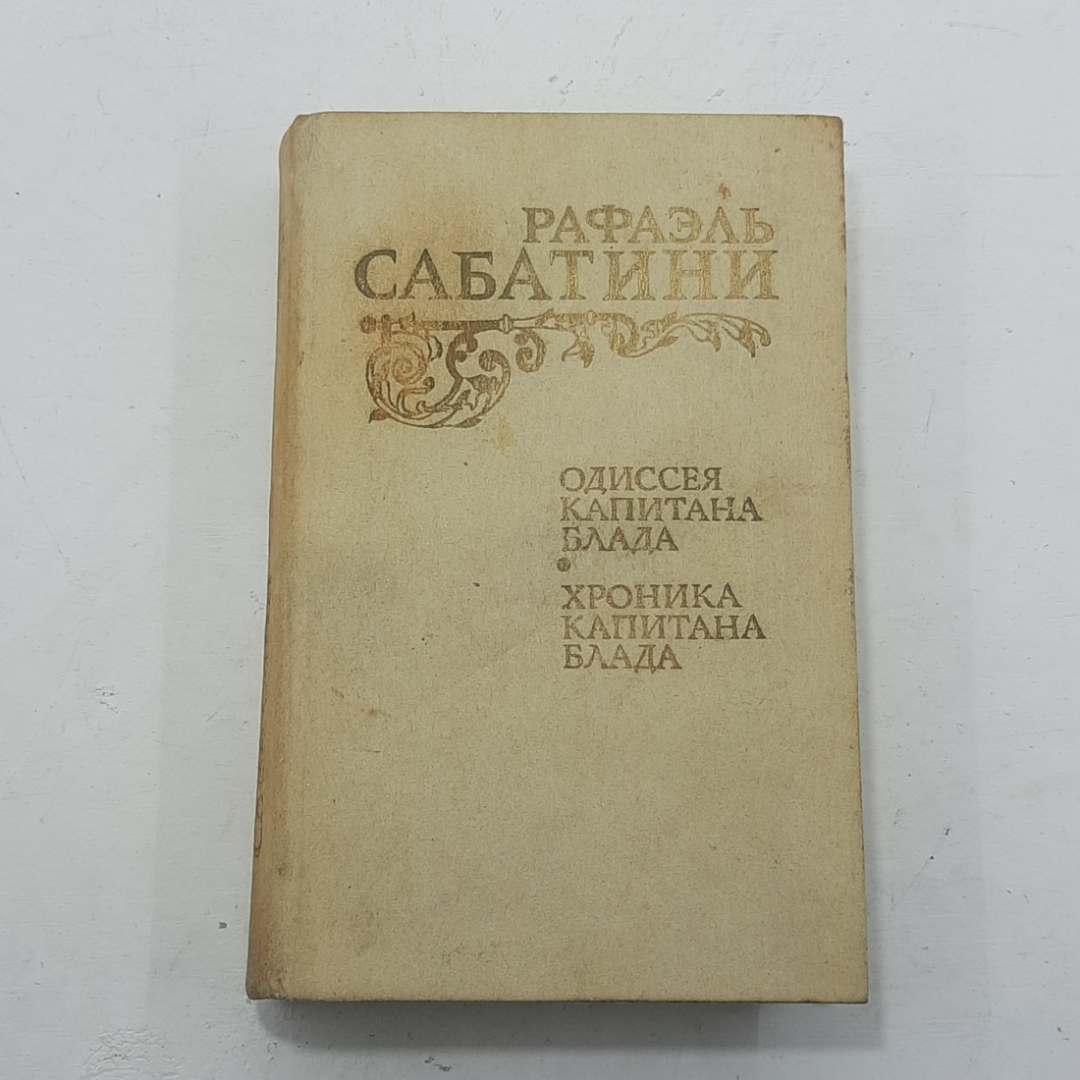 РАФАЭЛЬ
САБАТИНИ
ОДИССЕЯ
КАПИТАНА
БЛАДА
•
ХРОНИКА
КАПИТАНА
БЛАДА